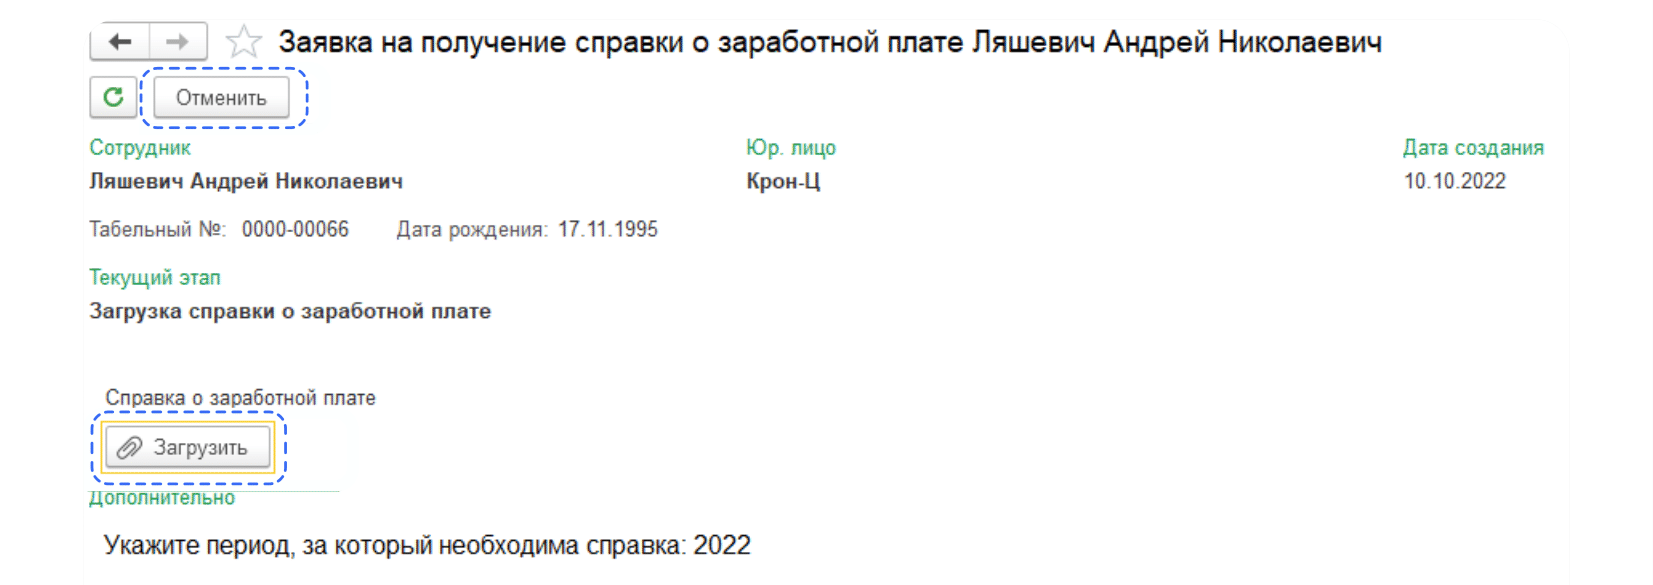 Заявка на получение справки о заработной плате Ляшевич Андрей Николаевич
Отменить
Сотрудник Юр. лицо Дата создания
Ляшевич Андрей Николаевич Крон-Ц 10.10.2022
Табельный №: 0000-00066 Дата рождения: 17.11.1995
Текущий этап
Загрузка справки о заработной плате
Справка о заработной плате
Загрузить
Дополнительно
Укажите период, за который необходима справка: 2022